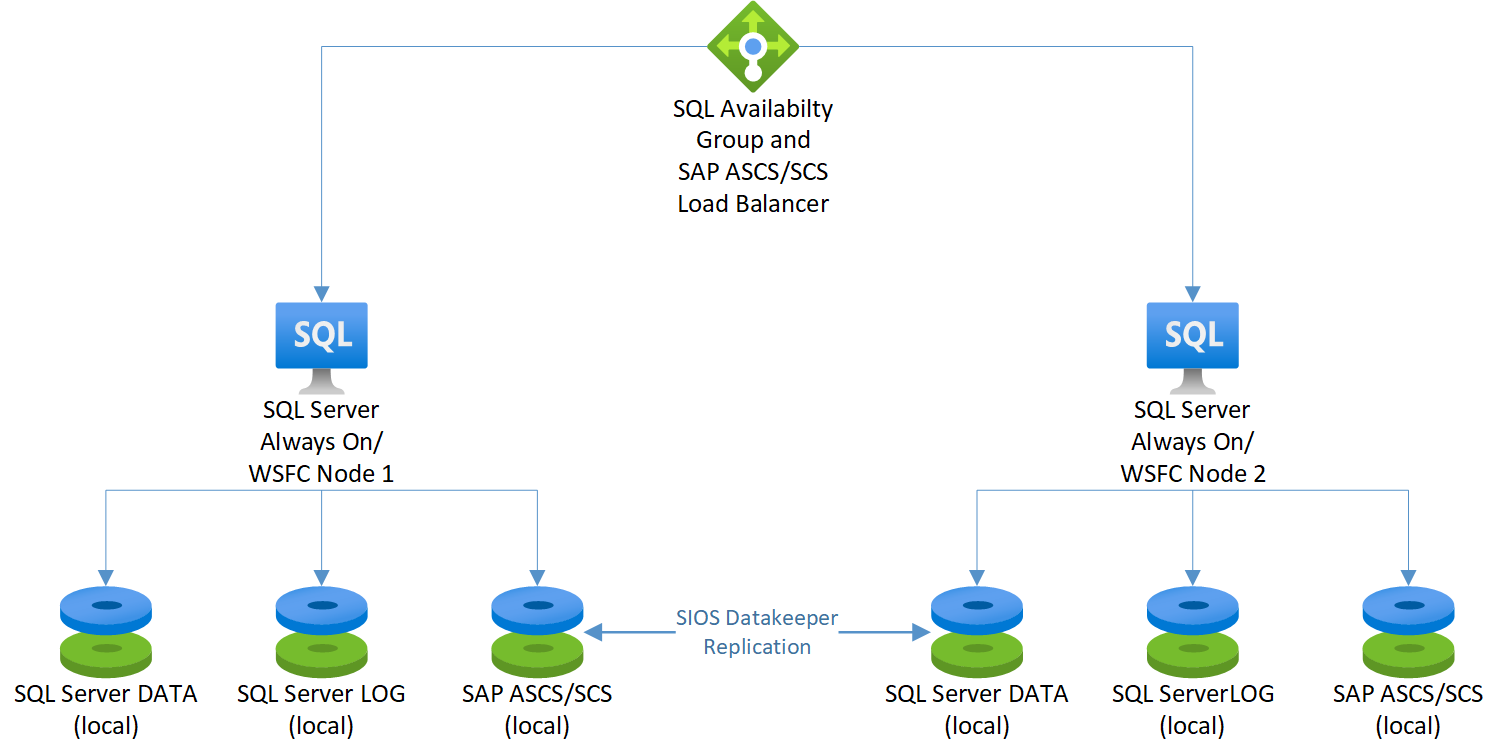 SQL Availabilty
Group and
SAP ASCS/SCS
Load Balancer
SQL
SQL
SQL Server
Always On/
WSFC Node 1
SQL Server
Always On/
WSFC Node 2
SIOS Datakeeper
Replication
SQL Server DATA
(local)
SQL Server LOG
(local)
SAP ASCS/SCS
(local)
SQL Server DATA
(local)
SQL ServerLOG
(local)
SAP ASCS/SCS
(local)